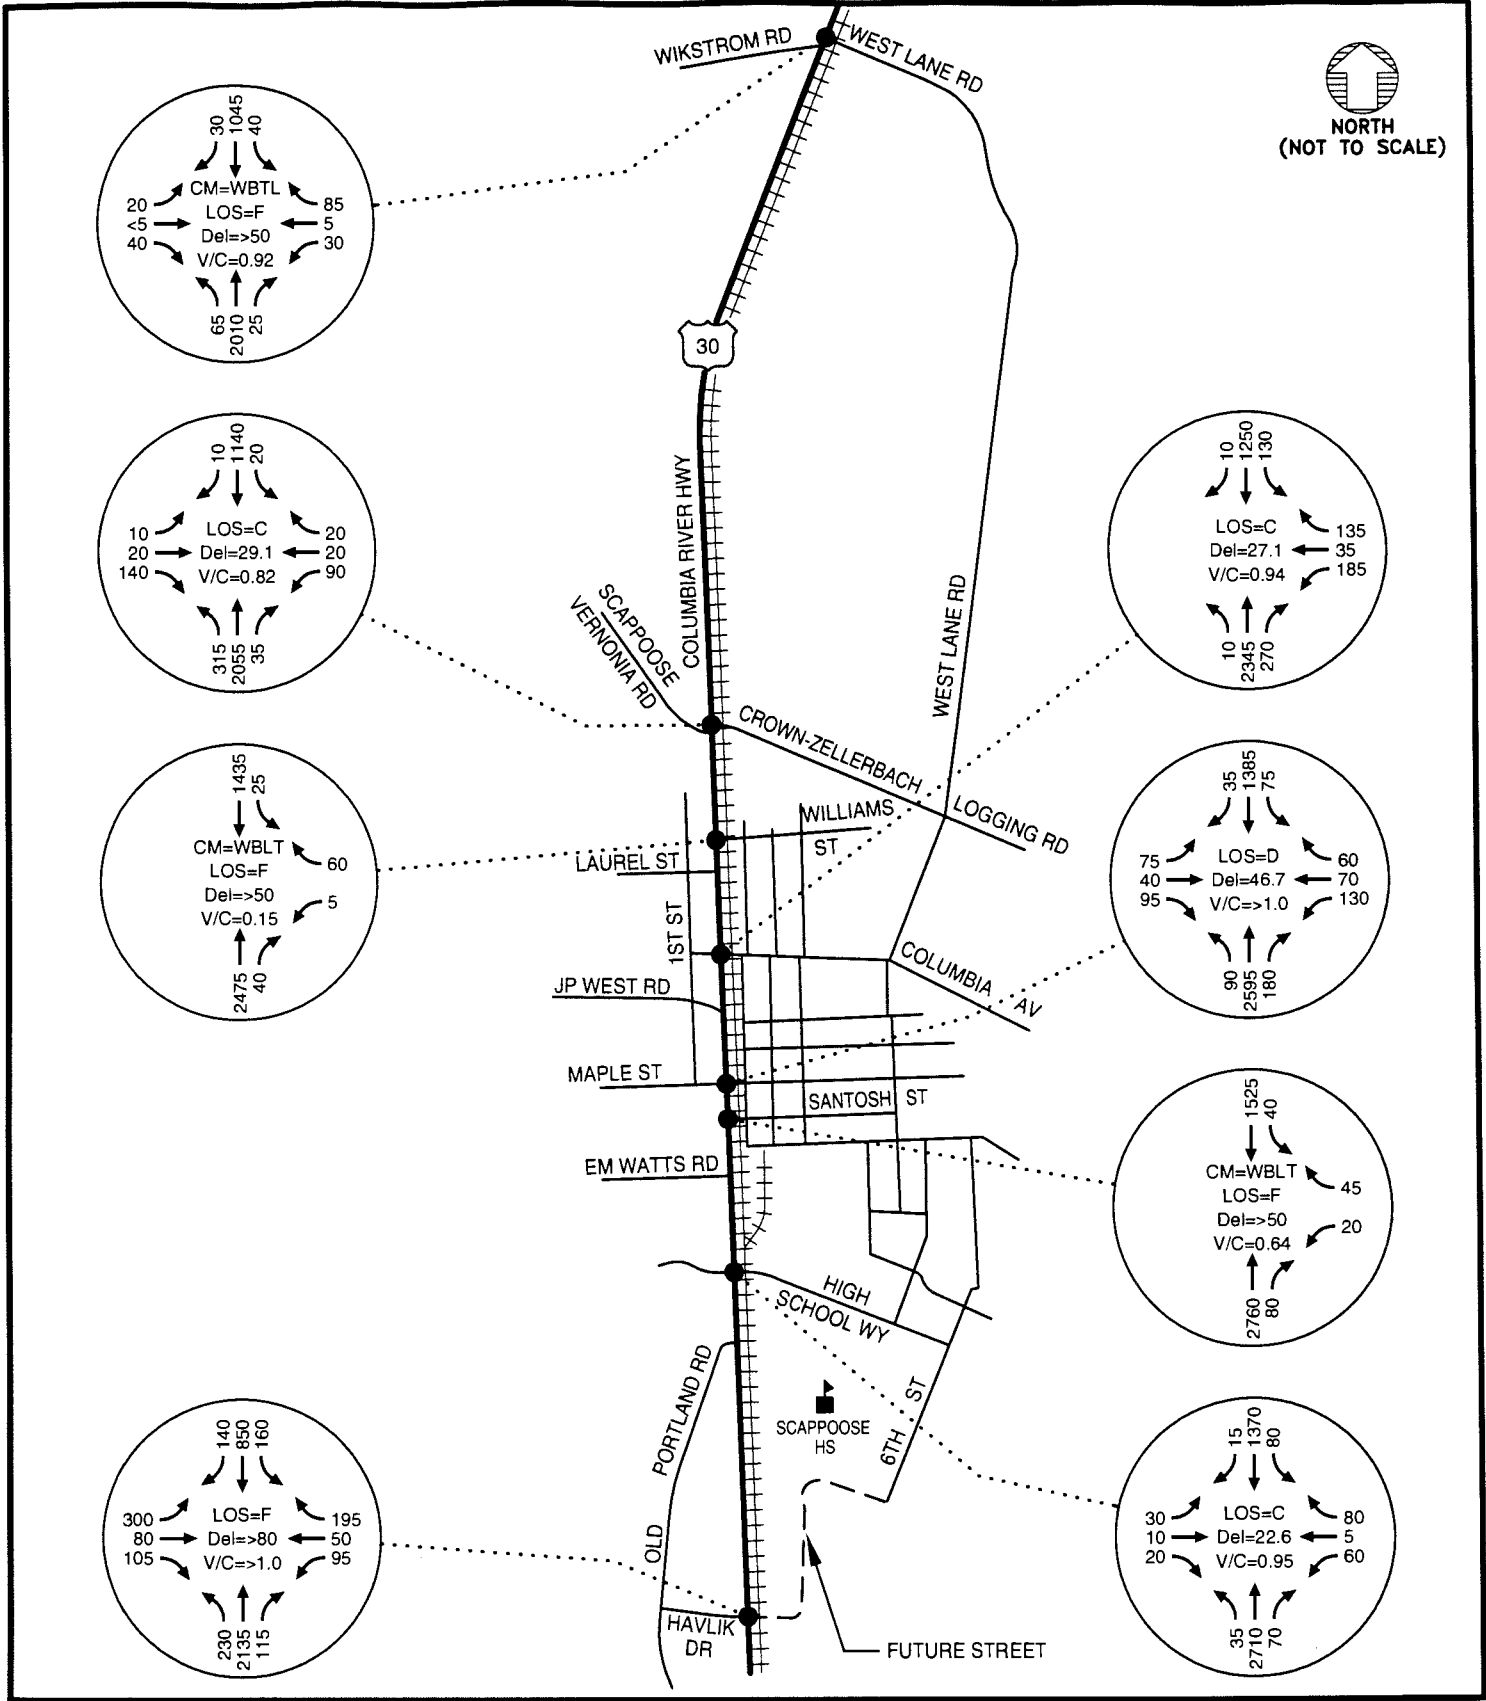 WIKSTROM RD
WEST LANE RD
NORTH
(NOT TO SCALE)
30
1045
40
20
<5
40
CM=WBTL
LOS=F
Del=>50
V/C=0.92
85
5
30
65
2010
25
30
COLUMBIA RIVER HWY
10
1140
20
10
20
140
LOS=C
Del=29.1
V/C=0.82
20
20
90
315
2055
35
10
1250
130
LOS=C
Del=27.1
V/C=0.94
135
35
185
10
2345
270
SCAPPOOSE
VERNONIA RD
WEST LANE RD
CROWN-ZELLERBACH
LOGGING RD
1435
25
CM=WBLT
LOS=F
Del=>50
V/C=0.15
60
5
2475
40
WILLIAMS
ST
LAUREL ST
1ST ST
35
1385
75
75
40
95
LOS=D
Del=46.7
V/C=>1.0
60
70
130
90
2595
180
COLUMBIA
AV
JP WEST RD
MAPLE ST
SANTOSH ST
EM WATTS RD
1525
40
CM=WBLT
LOS=F
Del=>50
V/C=0.64
45
20
2760
80
HIGH
SCHOOL WY
OLD PORTLAND RD
SCAPPOOSE
HS
6TH ST
140
850
160
300
80
105
LOS=F
Del=>80
V/C=>1.0
195
50
95
230
2135
115
15
1370
80
30
10
20
LOS=C
Del=22.6
V/C=0.95
80
5
60
35
2710
70
HAVLIK
DR
FUTURE STREET